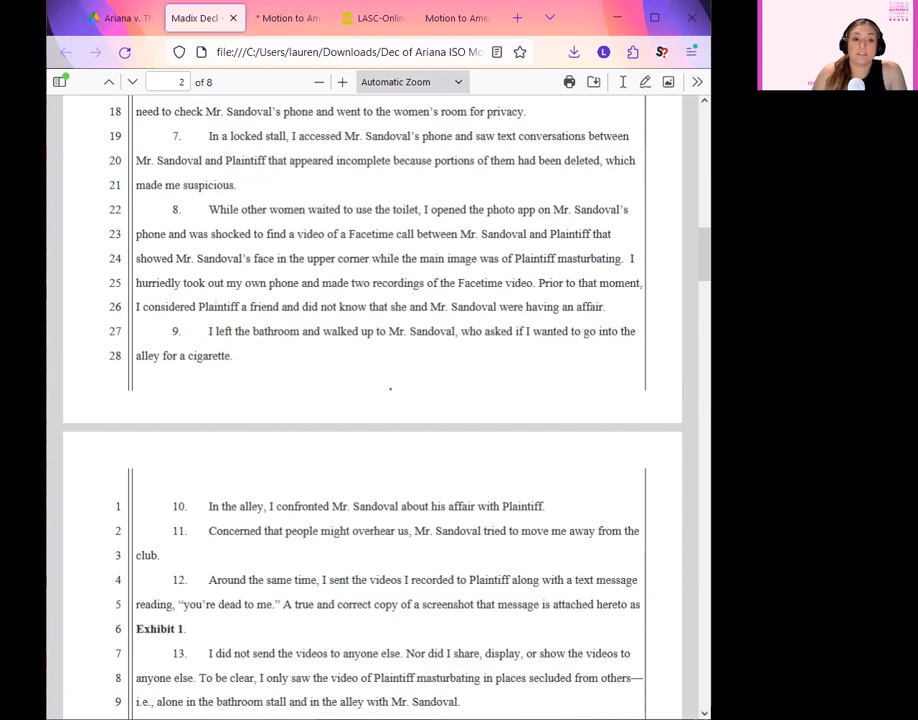 Ariana v. Th
Madix Decl -
* Motion to Am
LASC-Onlin
Motion to Amer
file:///C:/Users/lauren/Downloads/Dec of Ariana ISO Mo
L
S?
2 of 8
Automatic Zoom
18 need to check Mr. Sandoval's phone and went to the women's room for privacy.
19 7. In a locked stall, I accessed Mr. Sandoval's phone and saw text conversations between
20 Mr. Sandoval and Plaintiff that appeared incomplete because portions of them had been deleted, which
21 made me suspicious.
22 8. While other women waited to use the toilet, I opened the photo app on Mr. Sandoval's
23 phone and was shocked to find a video of a Facetime call between Mr. Sandoval and Plaintiff that
24 showed Mr. Sandoval's face in the upper corner while the main image was of Plaintiff masturbating. I
25 hurriedly took out my own phone and made two recordings of the Facetime video. Prior to that moment,
26 I considered Plaintiff a friend and did not know that she and Mr. Sandoval were having an affair.
27 9. I left the bathroom and walked up to Mr. Sandoval, who asked if I wanted to go into the
28 alley for a cigarette.
1 10. In the alley, I confronted Mr. Sandoval about his affair with Plaintiff.
2 11. Concerned that people might overhear us, Mr. Sandoval tried to move me away from the
3 club.
4 12. Around the same time, I sent the videos I recorded to Plaintiff along with a text message
5 reading, “you're dead to me.” A true and correct copy of a screenshot that message is attached hereto as
6 Exhibit 1.
7 13. I did not send the videos to anyone else. Nor did I share, display, or show the videos to
8 anyone else. To be clear, I only saw the video of Plaintiff masturbating in places secluded from others—
9 i.e., alone in the bathroom stall and in the alley with Mr. Sandoval.